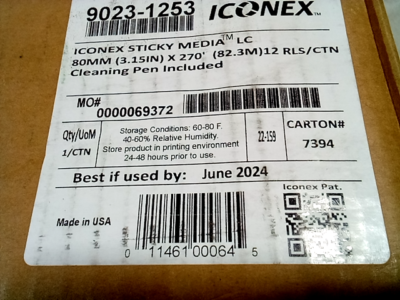 9023-1253 ICONEX™
ICONEX STICKY MEDIA™ LC
80MM (3.15IN) X 270' (82.3M)12 RLS/CTN
Cleaning Pen Included
MO#
0000069372
Qty/UoM
1/CTN
Storage Conditions: 60-80 F.
40-60% Relative Humidity.
Store product in printing environment
24-48 hours prior to use.
22-1S9
CARTON#
7394
Best if used by: June 2024
Iconex Pat.
Made in USA
0 11461 00064 5